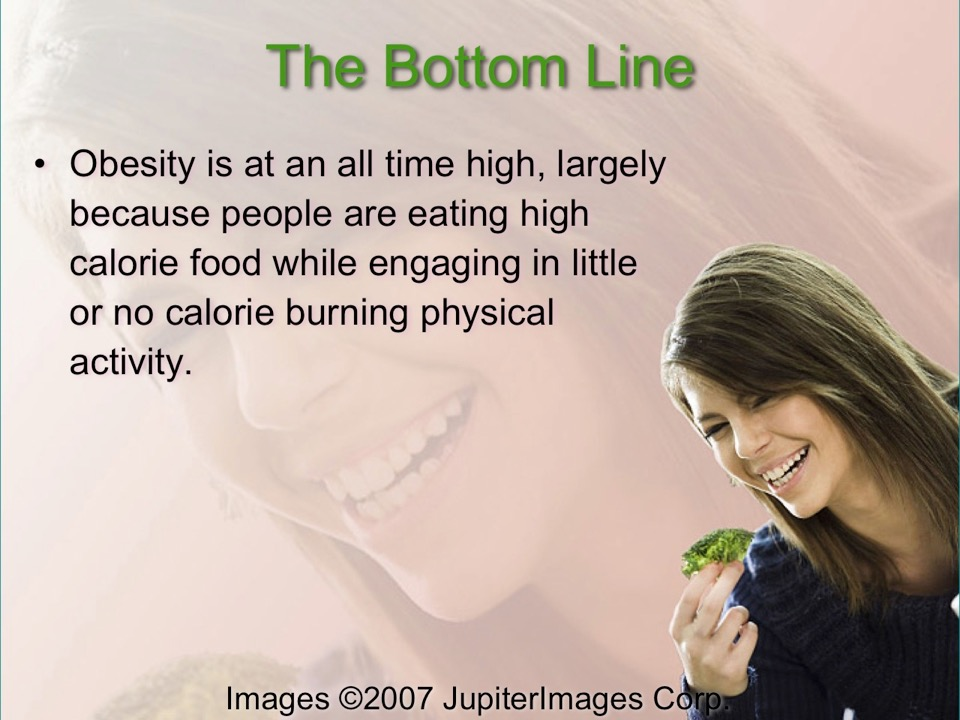 The Bottom Line
• Obesity is at an all time high, largely
because people are eating high
calorie food while engaging in little
or no calorie burning physical
activity.
Images ©2007 JupiterImages Corp.